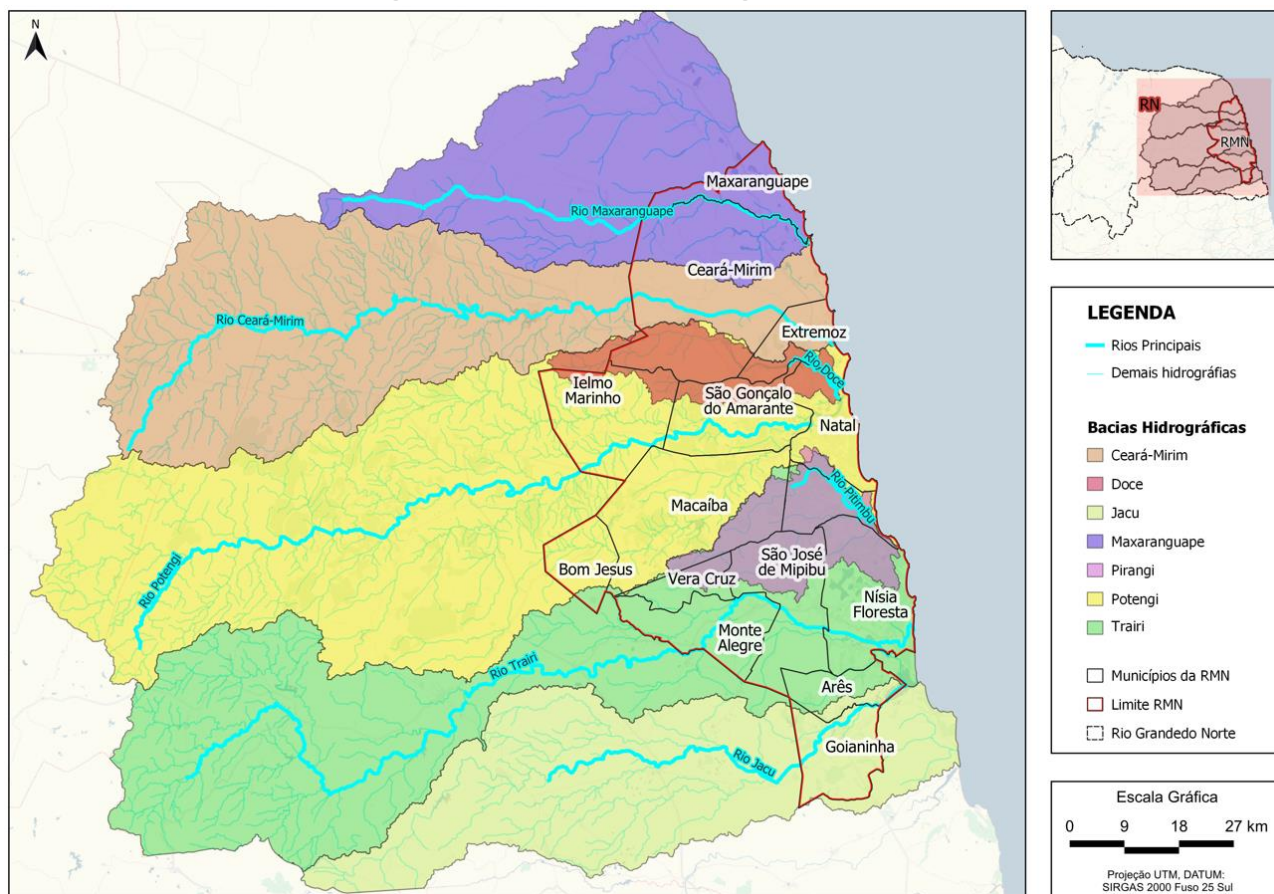 N
Maxaranguape
Rio Maxaranguape
Ceará-Mirim
Rio Ceará-Mirim
Extremoz
Rio Doce
Ielmo
Marinho
São Gonçalo
do Amarante
Natal
Rio Potengi
Macaíba
Rio Pitimbu
Bom Jesus
Vera Cruz
São José
de Mipibu
Nísia
Floresta
Monte
Alegre
Rio Trairi
Arês
Goianinha
Rio Jacu
RN
RMN
LEGENDA
Rios Principais
Demais hidrográfias
Bacias Hidrográficas
Ceará-Mirim
Doce
Jacu
Maxaranguape
Pirangi
Potengi
Trairi
Municípios da RMN
Limite RMN
Rio Grandedo Norte
Escala Gráfica
0 9 18 27 km
Projeção UTM, DATUM:
SIRGAS 2000 Fuso 25 Sul